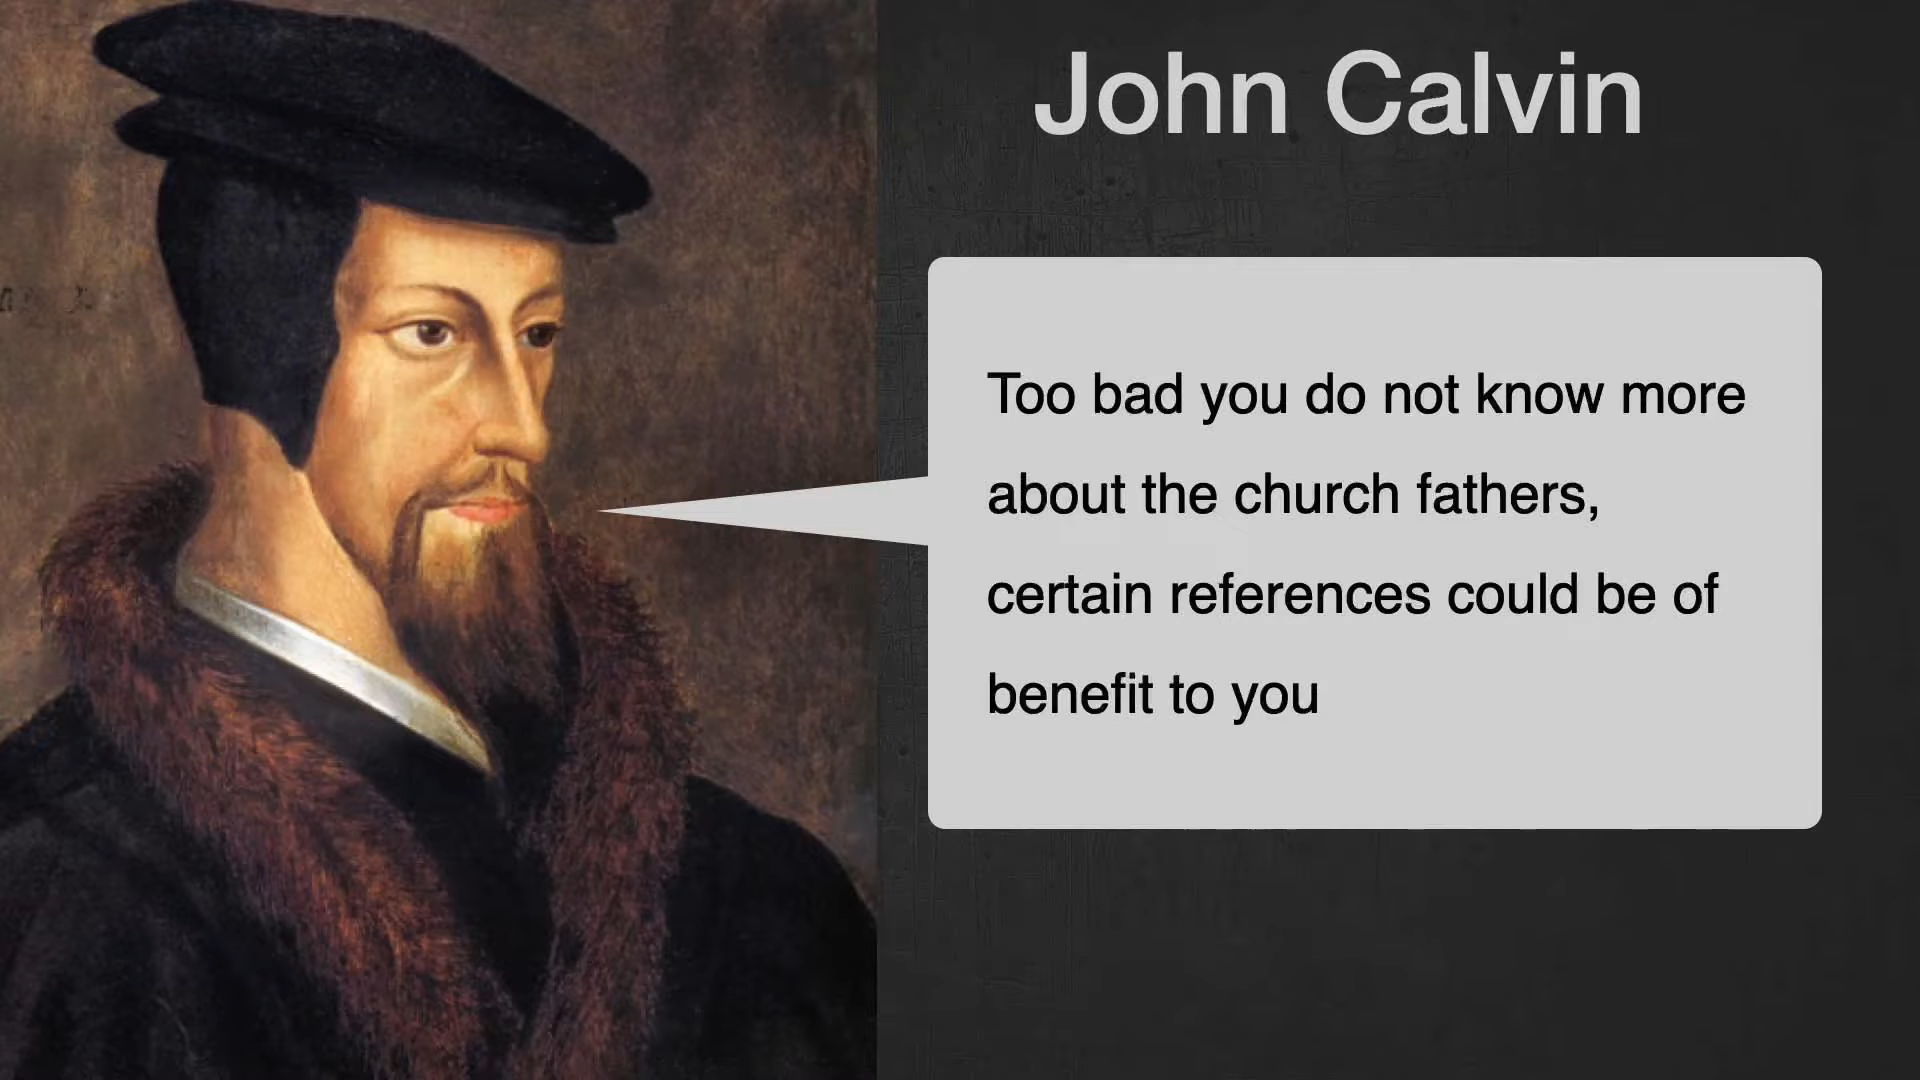 John Calvin
Too bad you do not know more
about the church fathers,
certain references could be of
benefit to you